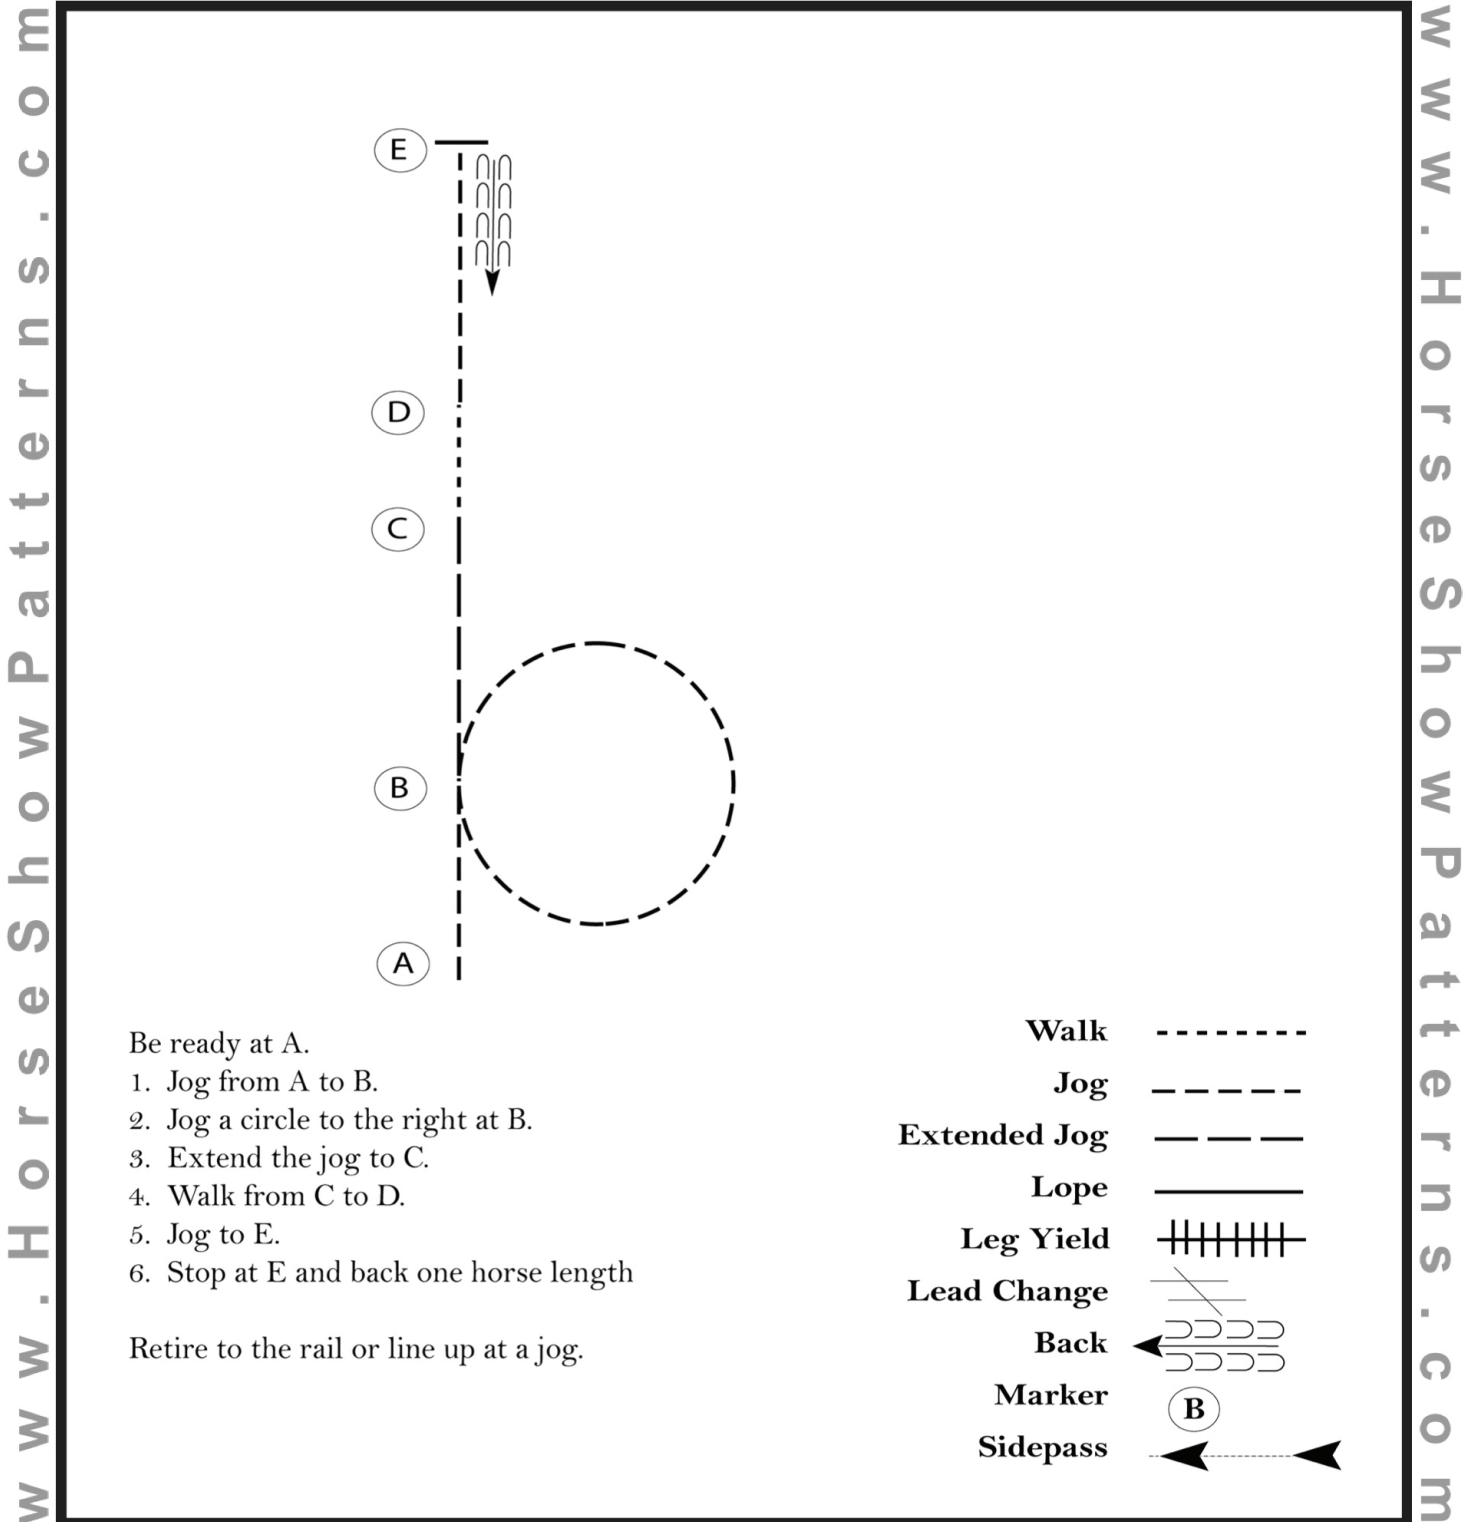 www.HorseShowPatterns.com
E
D
C
B
A
Be ready at A.
1. Jog from A to B.
2. Jog a circle to the right at B.
3. Extend the jog to C.
4. Walk from C to D.
5. Jog to E.
6. Stop at E and back one horse length
Retire to the rail or line up at a jog.
Walk
Jog
Extended Jog
Lope
Leg Yield
Lead Change
Back
Marker B
Sidepass
www.HorseShowPatterns.com